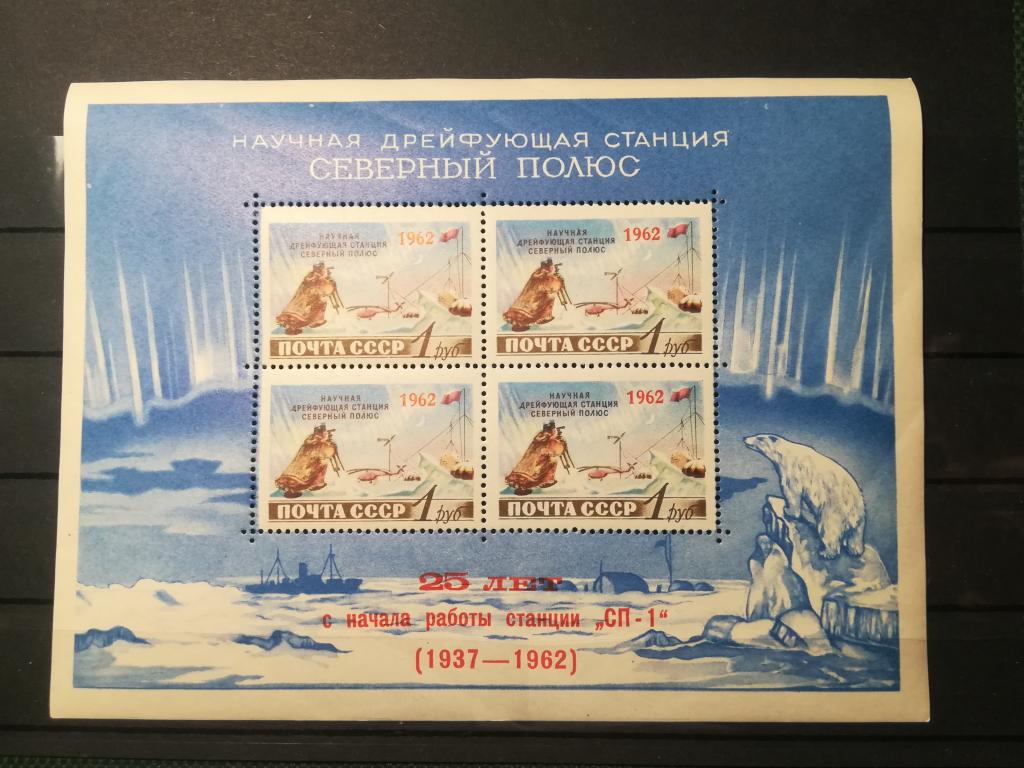 НАУЧНАЯ ДРЕЙФУЮЩАЯ СТАНЦИЯ
СЕВЕРНЫЙ ПОЛЮС
НАУЧНАЯ
ДРЕЙФУЮЩАЯ СТАНЦИЯ
СЕВЕРНЫЙ ПОЛЮС
1962
ПОЧТА СССР 1 руб
НАУЧНАЯ
ДРЕЙФУЮЩАЯ СТАНЦИЯ
СЕВЕРНЫЙ ПОЛЮС
1962
ПОЧТА СССР 1 руб
НАУЧНАЯ
ДРЕЙФУЮЩАЯ СТАНЦИЯ
СЕВЕРНЫЙ ПОЛЮС
1962
ПОЧТА СССР 1 руб
НАУЧНАЯ
ДРЕЙФУЮЩАЯ СТАНЦИЯ
СЕВЕРНЫЙ ПОЛЮС
1962
ПОЧТА СССР 1 руб
25 ЛЕТ
с начала работы станции „СП-1“
(1937—1962)